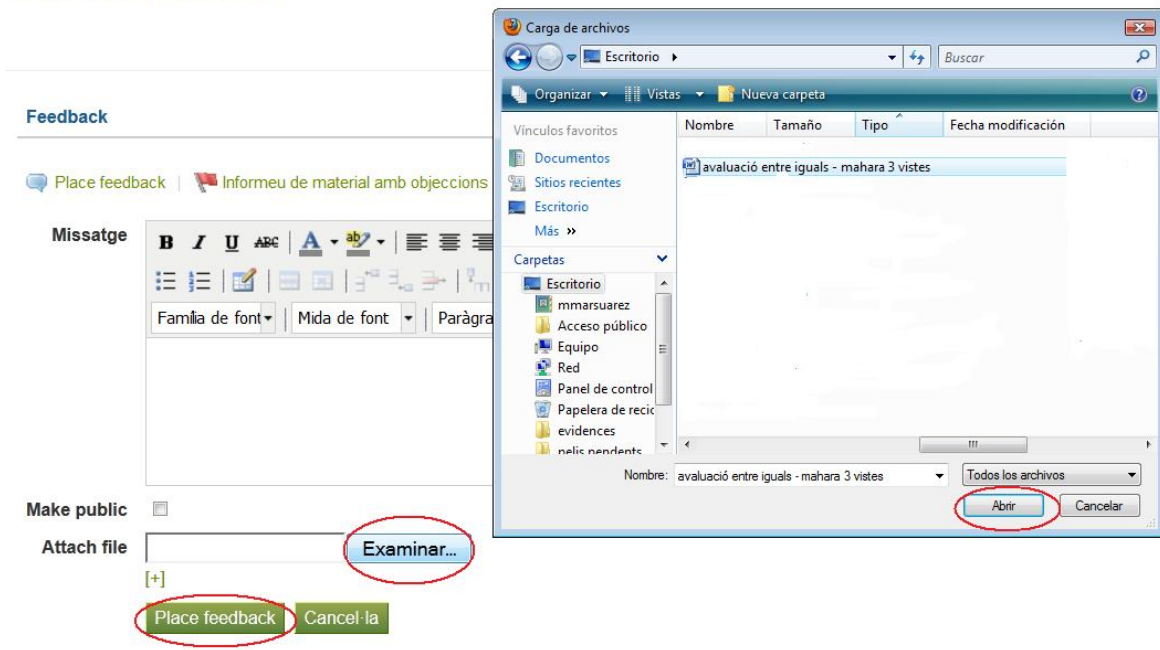 Feedback
Place feedback | Informeu de material amb objeccions
Missatge
B I U ABC A ab
Família de font
Mida de font
Paràgra
Make public
Attach file
Examinar...
[+]
Place feedback
Cancel·la
Carga de archivos
Escritorio
Buscar
Organizar Vistas Nueva carpeta
Vínculos favoritos
Documentos
Sitios recientes
Escritorio
Más »
Carpetas
Escritorio
mmarsuarez
Acceso público
Equipo
Red
Panel de control
Papelera de recic
evidences
pelis pendents
Nombre Tamaño Tipo Fecha modificación
avaluació entre iguals - mahara 3 vistes
Nombre: avaluació entre iguals - mahara 3 vistes
Todos los archivos
Abrir
Cancelar